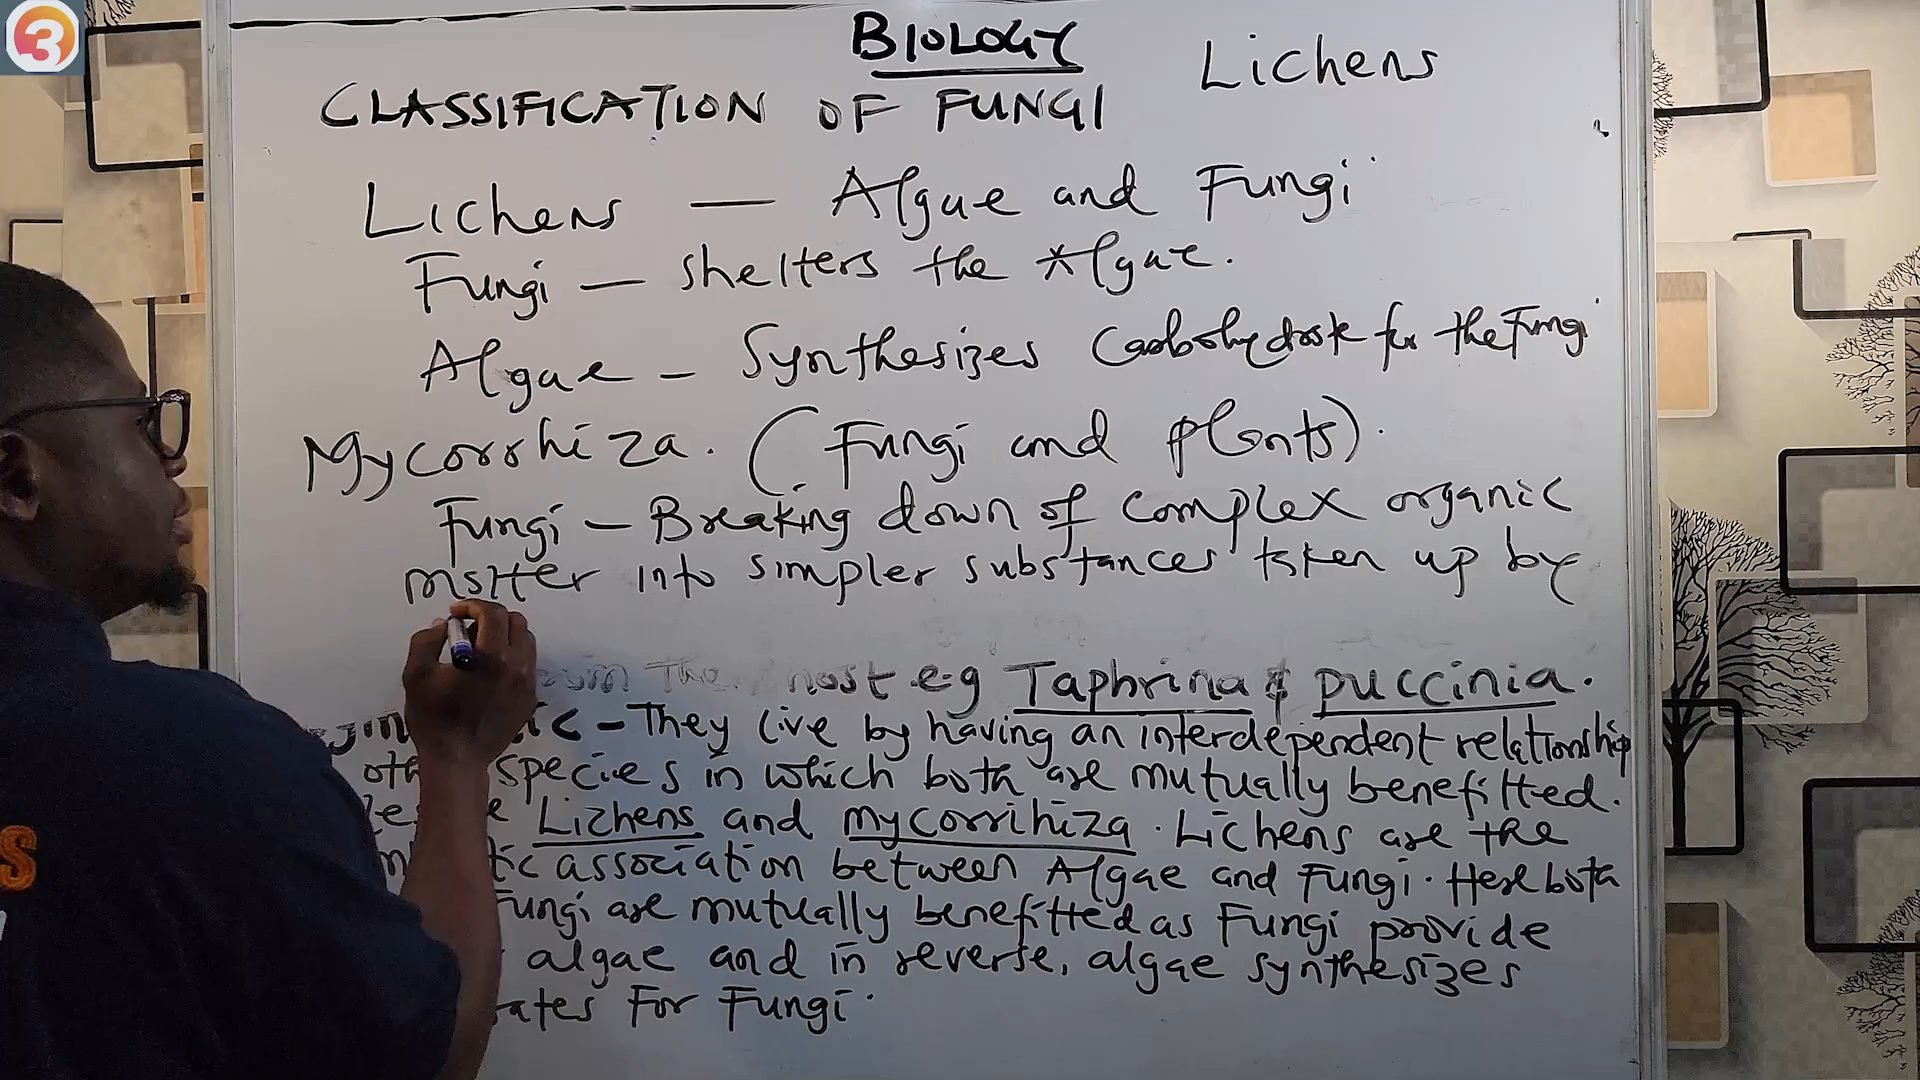 3
BIOLOGY
Lichens
CLASSIFICATION OF FUNGI
Lichens — Algae and Fungi
Fungi — shelters the Algae.
Algae - Synthesizes Carbohydrate for the Fungi
Mycorrhiza. (Fungi and plants).
Fungi - Breaking down of complex organic
matter into simpler substances taken up by
The host e.g Taphrina & puccinia.
- They live by having an interdependent relationship
species in which both are mutually benefitted.
Lichens and mycorrihiza. Lichens are the
association between Algae and Fungi. Here both
Fungi are mutually benefitted as Fungi provide
algae and in reverse, algae synthesizes
For Fungi.
S